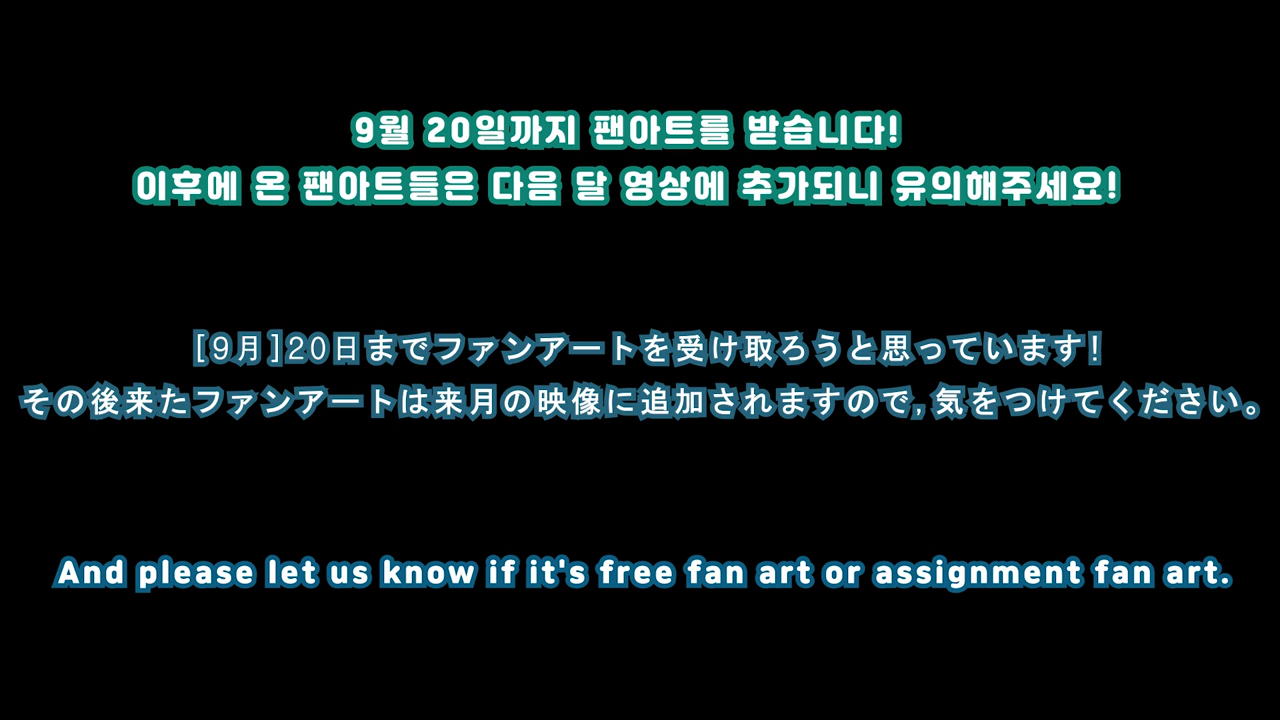 9월 20일까지 팬아트를 받습니다!
이후에 온 팬아트들은 다음 달 영상에 추가되니 유의해주세요!
[9月]20日までファンアートを受け取ろうと思っています!
その後来たファンアートは来月の映像に追加されますので,気をつけてください。
And please let us know if it's free fan art or assignment fan art.